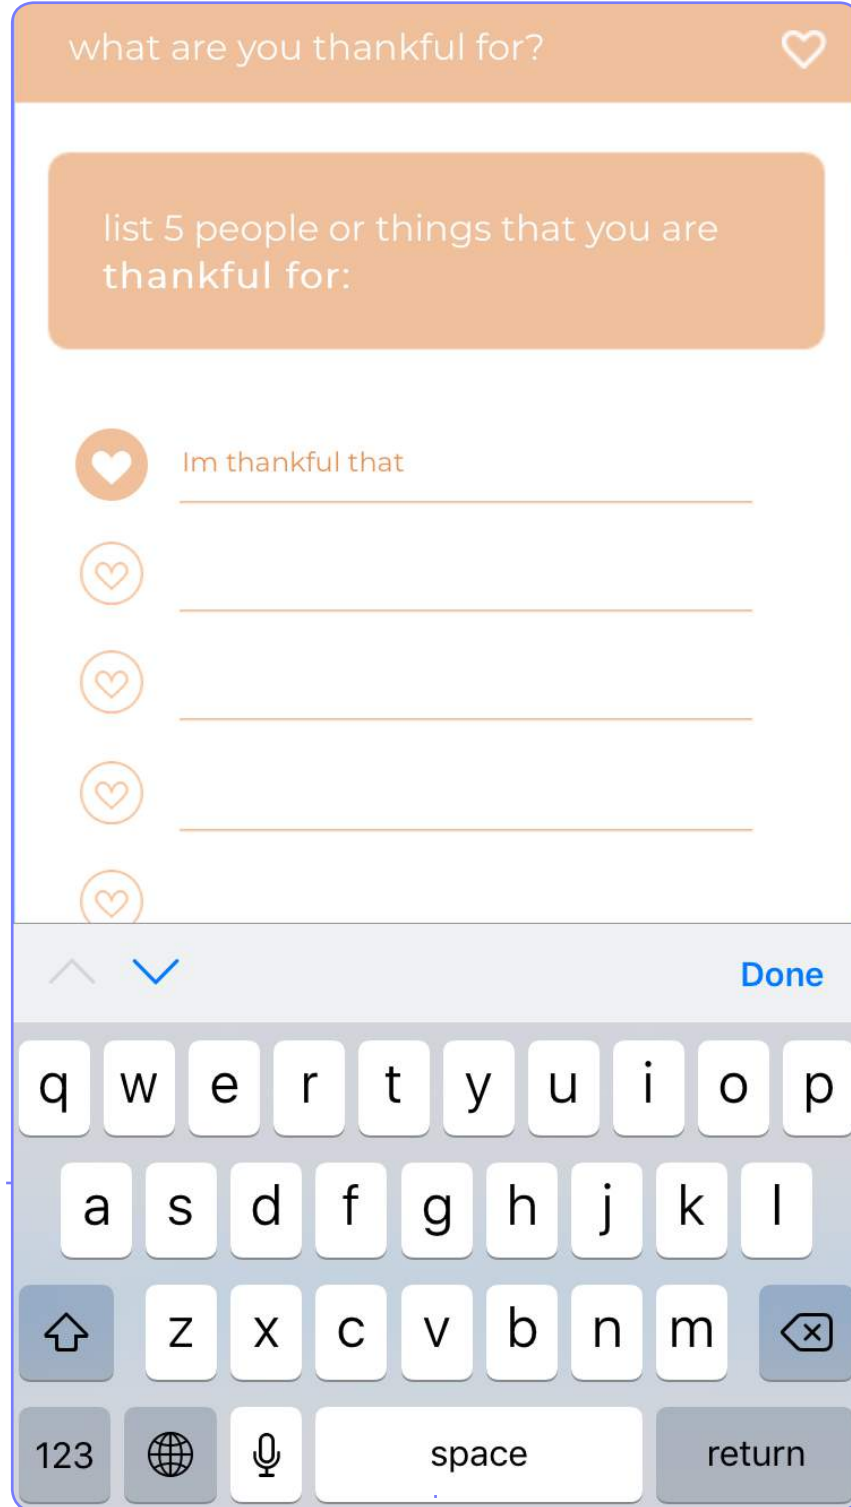 what are you thankful for?
list 5 people or things that you are
thankful for:
Im thankful that
Done
q w e r t y u i o p
a s d f g h j k l
z x c v b n m
123 space return